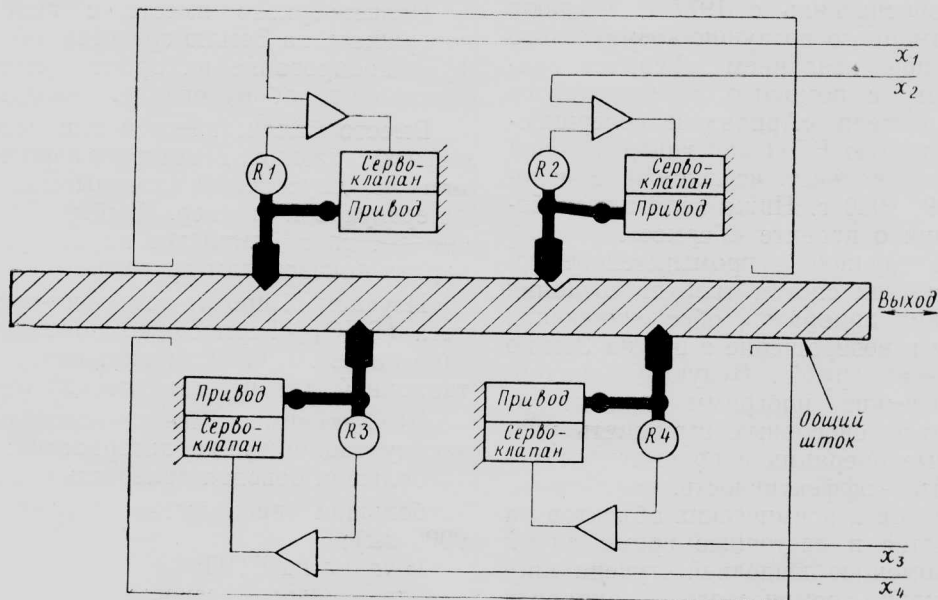 x₁
x₂
R1
Серво-
клапан
Привод
R2
Серво-
клапан
Привод
Выход
Привод
Серво-
клапан
R3
Привод
Серво-
клапан
R4
Общий
шток
x₃
x₄